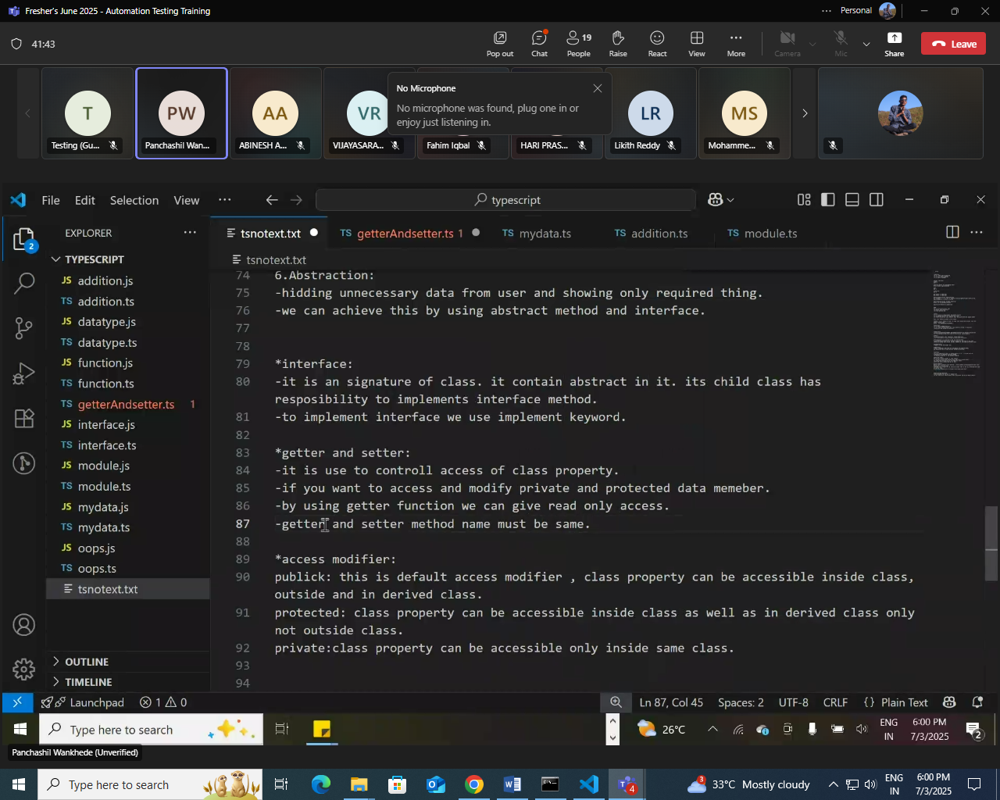 Fresher's June 2025 - Automation Testing Training
Personal
41:43
Pop out
Chat
19
People
Raise
React
View
More
Camera
Mic
Share
Leave
T
PW
AA
VR
LR
MS
No Microphone
No microphone was found, plug one in or
enjoy just listening in.
Testing (Gu...
Panchashil Wan...
ABINESH A...
VIJAYASARA...
Fahim Iqbal
HARI PRAS...
Likith Reddy
Mohamme...
File
Edit
Selection
View
typescript
EXPLORER
tsnotext.txt
TS getterAndsetter.ts 1
TS mydata.ts
TS addition.ts
TS module.ts
2
TYPESCRIPT
tsnotext.txt
JS addition.js
TS addition.ts
JS datatype.js
TS datatype.ts
JS function.js
TS function.ts
getterAndsetter.ts 1
JS interface.js
TS interface.ts
JS module.js
TS module.ts
JS mydata.js
TS mydata.ts
JS oops.js
TS oops.ts
tsnotext.txt
OUTLINE
TIMELINE
74 6.Abstraction:
75 -hidding unnecessary data from user and showing only required thing.
76 -we can achieve this by using abstract method and interface.
77
78
79 *interface:
80 -it is an signature of class. it contain abstract in it. its child class has
resposibility to implements interface method.
81 -to implement interface we use implement keyword.
82
83 *getter and setter:
84 -it is use to controll access of class property.
85 -if you want to access and modify private and protected data memeber.
86 -by using getter function we can give read only access.
87 -getter and setter method name must be same.
88
89 *access modifier:
90 publick: this is default access modifier , class property can be accessible inside class,
outside and in derived class.
91 protected: class property can be accessible inside class as well as in derived class only
not outside class.
92 private:class property can be accessible only inside same class.
93
94
Launchpad
1
0
Ln 87, Col 45
Spaces: 2
UTF-8
CRLF
{} Plain Text
Type here to search
26°C
ENG
IN
6:00 PM
7/3/2025
2
Panchashil Wankhede (Unverified)
Type here to search
4
3
33°C Mostly cloudy
ENG
IN
6:00 PM
7/3/2025